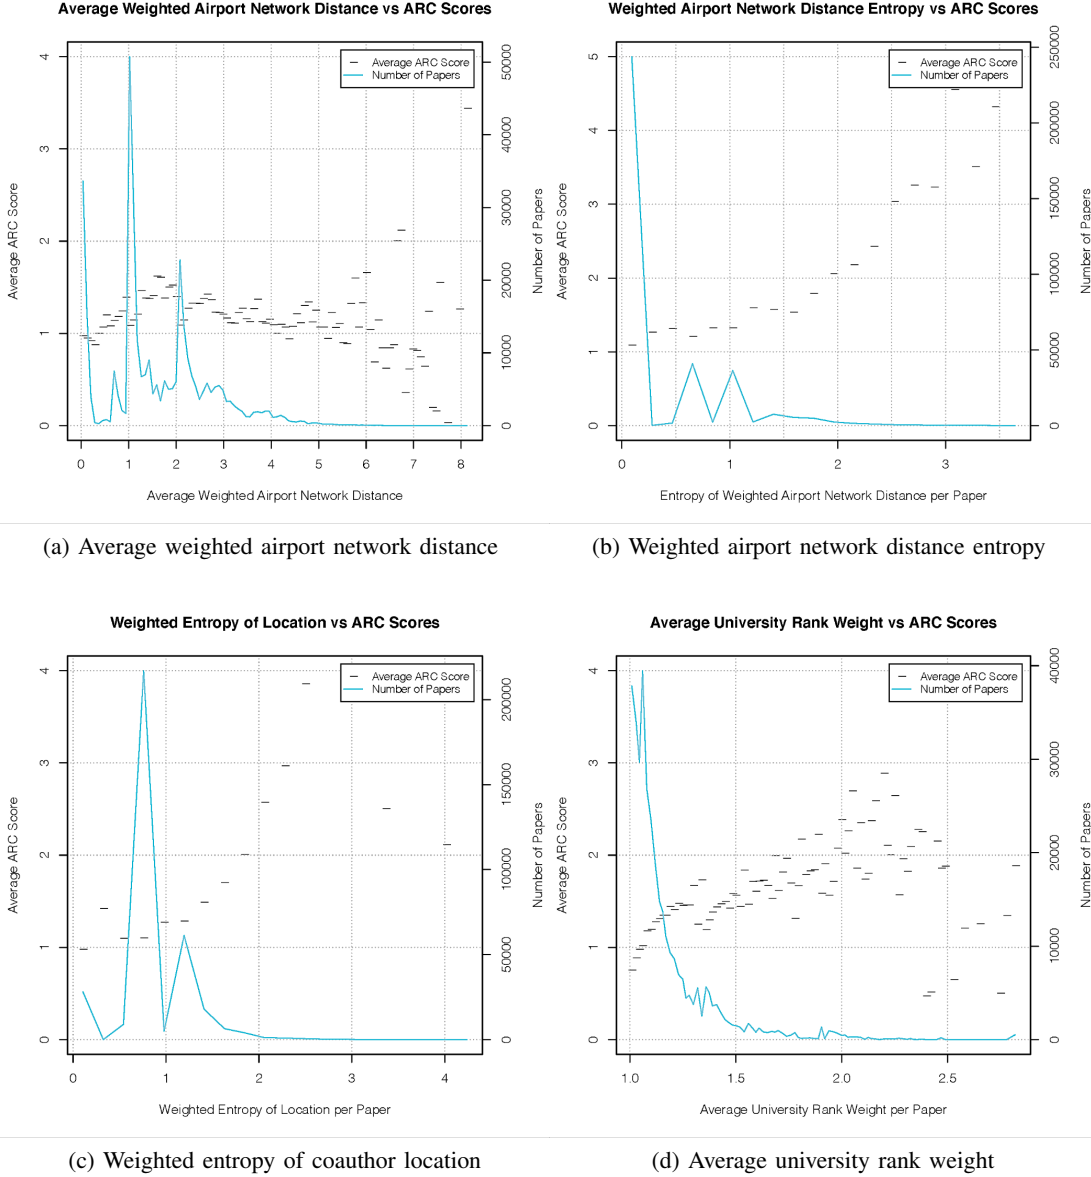 Average Weighted Airport Network Distance vs ARC Scores
Average ARC Score
Number of Papers
4
3
2
1
0
50000
40000
30000
20000
10000
0
Average ARC Score
Number of Papers
0 1 2 3 4 5 6 7 8
Average Weighted Airport Network Distance
(a) Average weighted airport network distance
Weighted Airport Network Distance Entropy vs ARC Scores
Average ARC Score
Number of Papers
5
4
3
2
1
0
250000
200000
150000
100000
50000
0
Average ARC Score
Number of Papers
0 1 2 3
Entropy of Weighted Airport Network Distance per Paper
(b) Weighted airport network distance entropy
Weighted Entropy of Location vs ARC Scores
Average ARC Score
Number of Papers
4
3
2
1
0
200000
150000
100000
50000
0
Average ARC Score
Number of Papers
0 1 2 3 4
Weighted Entropy of Location per Paper
(c) Weighted entropy of coauthor location
Average University Rank Weight vs ARC Scores
Average ARC Score
Number of Papers
4
3
2
1
0
400000
30000
20000
10000
0
Average ARC Score
Number of Papers
1.0 1.5 2.0 2.5
Average University Rank Weight per Paper
(d) Average university rank weight